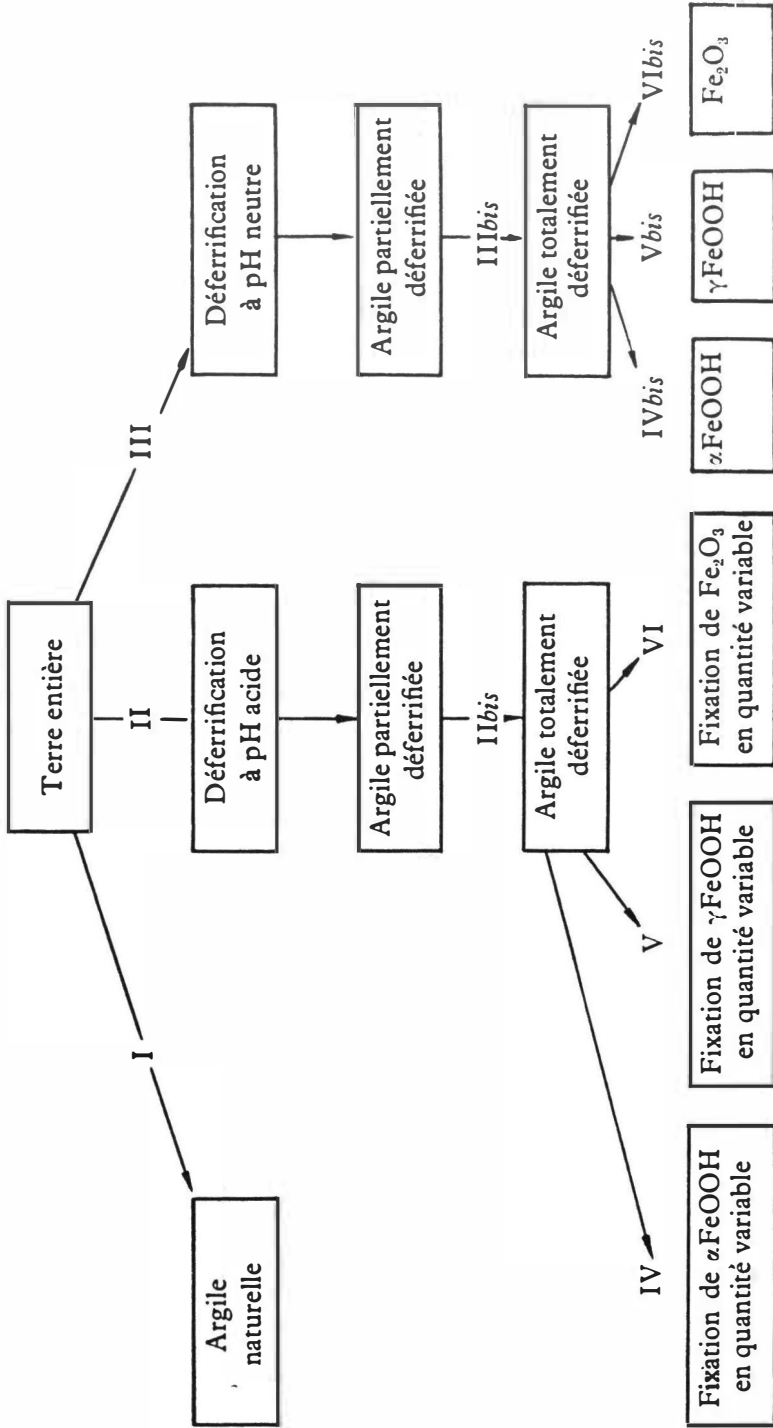 Terre entière
I
II
III
Argile
naturelle
Déferrification
à pH acide
Déferrification
à pH neutre
Argile partiellement
déferrifiée
Argile partiellement
déferrifiée
IIbis
IIIbis
Argile totalement
déferrifiée
Argile totalement
déferrifiée
IV
V
VI
IVbis
Vbis
VIbis
Fixation de αFeOOH
en quantité variable
Fixation de γFeOOH
en quantité variable
Fixation de Fe₂O₃
en quantité variable
αFeOOH
γFeOOH
Fe₂O₃